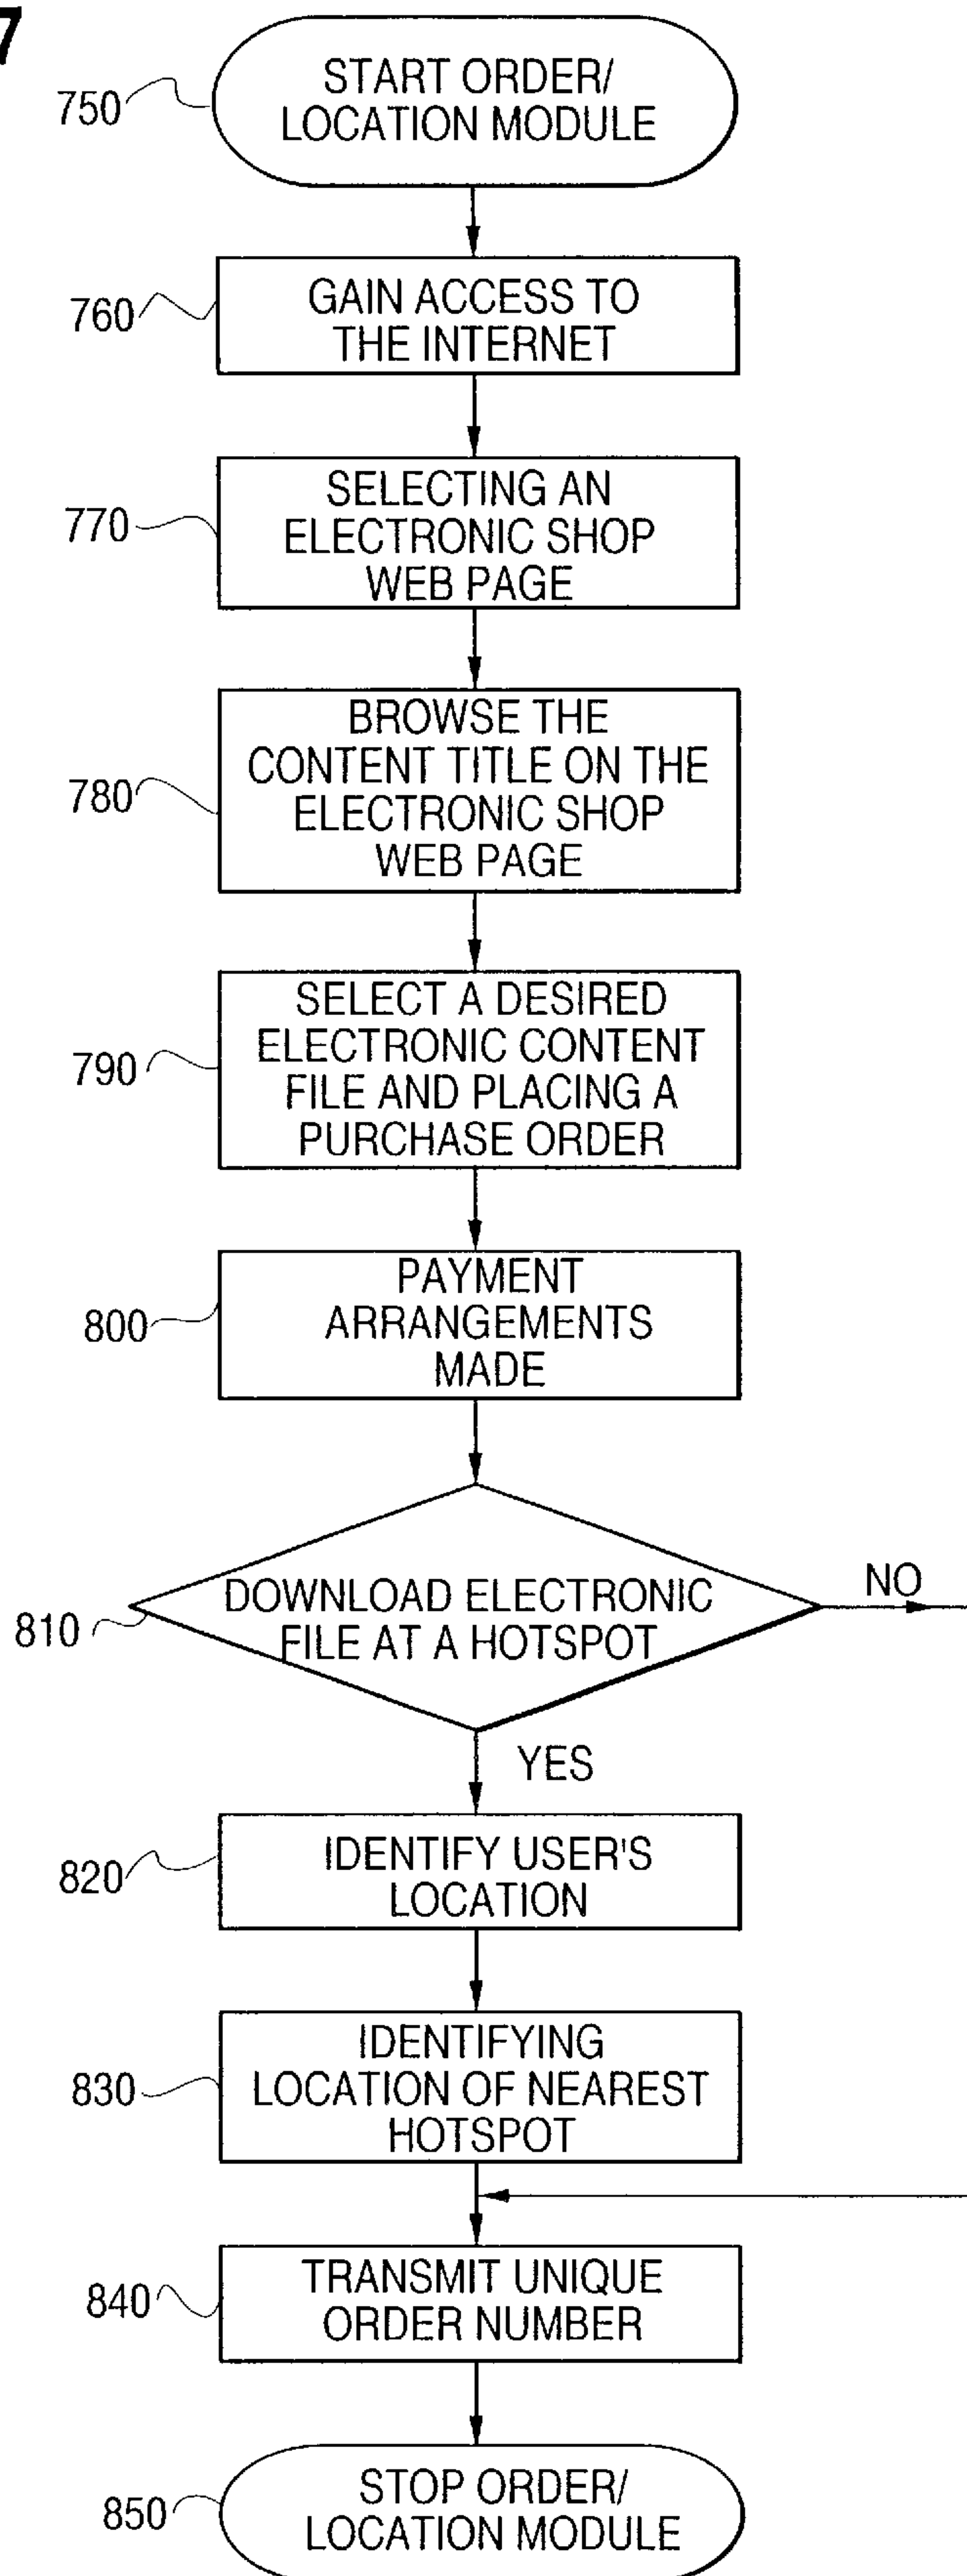 7
750
START ORDER/
LOCATION MODULE
760
GAIN ACCESS TO
THE INTERNET
770
SELECTING AN
ELECTRONIC SHOP
WEB PAGE
780
BROWSE THE
CONTENT TITLE ON THE
ELECTRONIC SHOP
WEB PAGE
790
SELECT A DESIRED
ELECTRONIC CONTENT
FILE AND PLACING A
PURCHASE ORDER
800
PAYMENT
ARRANGEMENTS
MADE
810
DOWNLOAD ELECTRONIC
FILE AT A HOTSPOT
NO
YES
820
IDENTIFY USER'S
LOCATION
830
IDENTIFYING
LOCATION OF NEAREST
HOTSPOT
840
TRANSMIT UNIQUE
ORDER NUMBER
850
STOP ORDER/
LOCATION MODULE